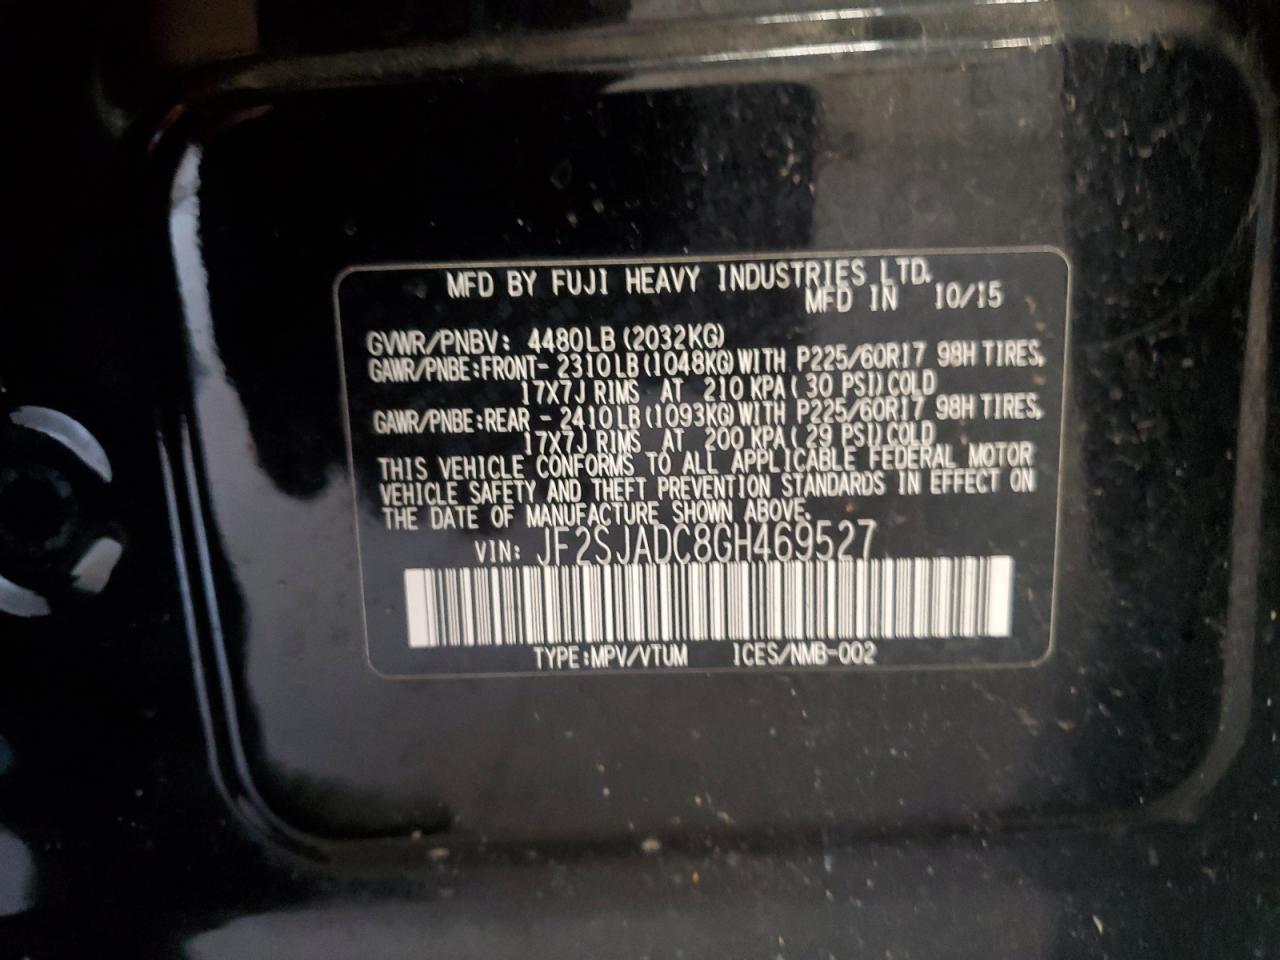 MFD BY FUJI HEAVY INDUSTRIES LTD.
MFD IN 10/15
GVWR/PNBV: 4480LB (2032KG)
GAWR/PNBE:FRONT- 2310LB (1048KG) WITH P225/60R17 98H TIRES,
17X7J RIMS AT 210 KPA ( 30 PSI) COLD
GAWR/PNBE:REAR - 2410LB (1093KG) WITH P225/60R17 98H TIRES,
17X7J RIMS AT 200 KPA ( 29 PSI) COLD
THIS VEHICLE CONFORMS TO ALL APPLICABLE FEDERAL MOTOR
VEHICLE SAFETY AND THEFT PREVENTION STANDARDS IN EFFECT ON
THE DATE OF MANUFACTURE SHOWN ABOVE.
VIN: JF2SJADC8GH469527
TYPE:MPV/VTUM ICES/NMB-002